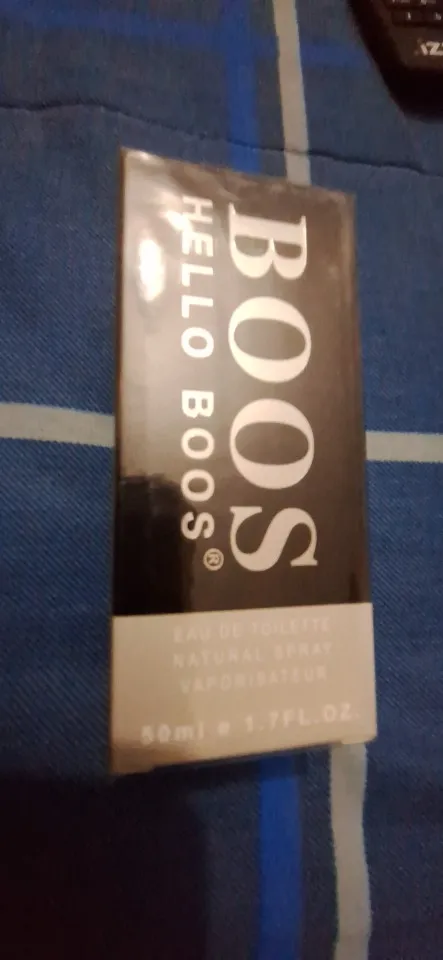 BOOS
HELLO BOOS®
EAU DE TOILETTE
NATURAL SPRAY
VAPORISATEUR
50ml e 1.7FL.OZ.